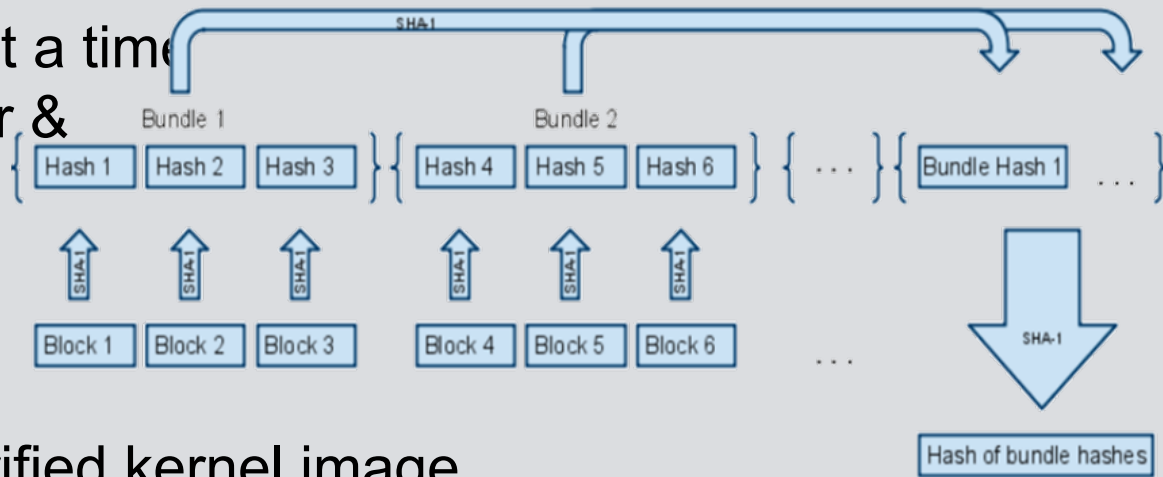 SHA-1
t a time
r &
Bundle 1 Bundle 2
{ Hash 1 Hash 2 Hash 3 } { Hash 4 Hash 5 Hash 6 } { ... } { Bundle Hash 1 ... }
SHA-1 SHA-1 SHA-1 SHA-1 SHA-1 SHA-1
Block 1 Block 2 Block 3 Block 4 Block 5 Block 6 ...
SHA-1
ified kernel image
Hash of bundle hashes